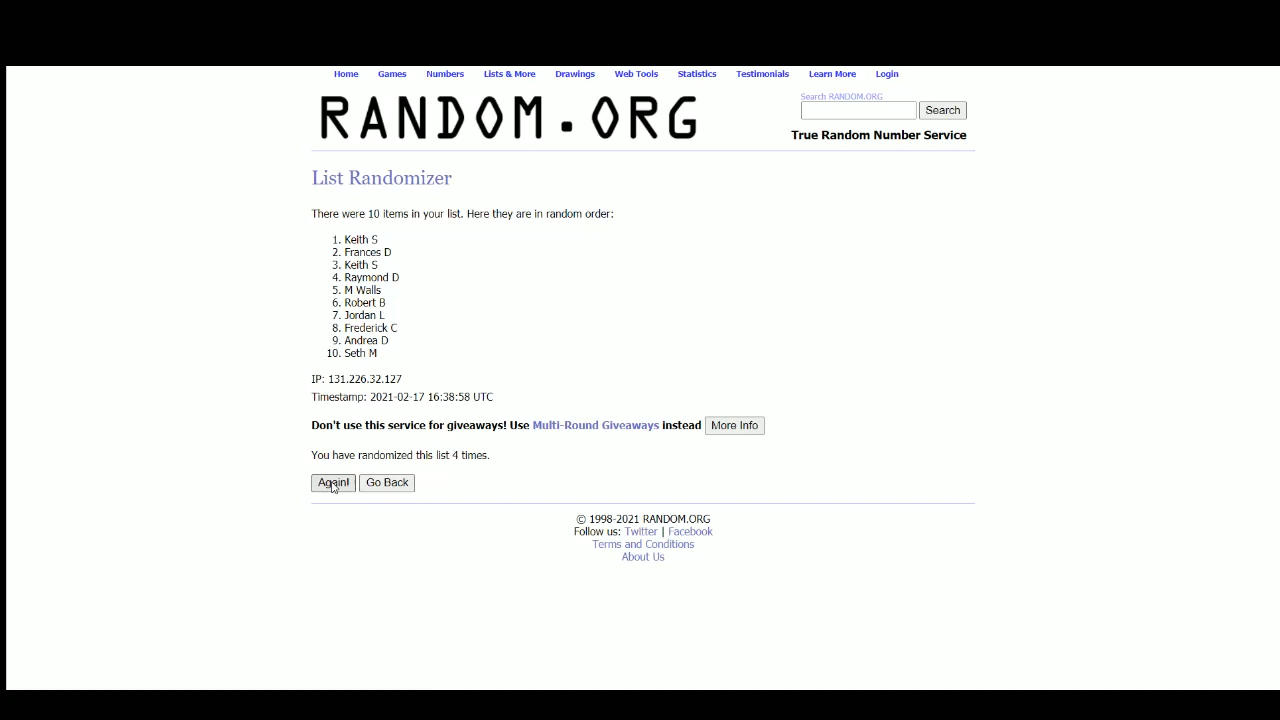 Home Games Numbers Lists & More Drawings Web Tools Statistics Testimonials Learn More Login
RANDOM.ORG
Search RANDOM.ORG
Search
True Random Number Service
List Randomizer
There were 10 items in your list. Here they are in random order:
1. Keith S
2. Frances D
3. Keith S
4. Raymond D
5. M Walls
6. Robert B
7. Jordan L
8. Frederick C
9. Andrea D
10. Seth M
IP: 131.226.32.127
Timestamp: 2021-02-17 16:38:58 UTC
Don't use this service for giveaways! Use Multi-Round Giveaways instead More Info
You have randomized this list 4 times.
Again! Go Back
© 1998-2021 RANDOM.ORG
Follow us: Twitter | Facebook
Terms and Conditions
About Us